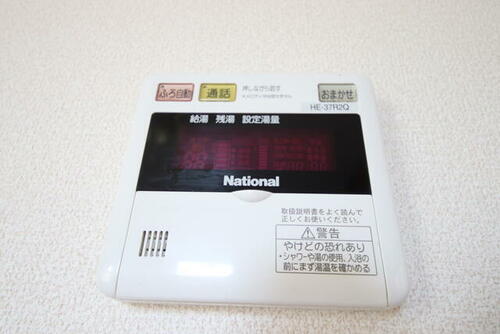 ふろ自動 通話 押しながら話す おまかせ
HE-37R2Q
給湯 残湯 設定湯量
National
取扱説明書をよく読んで
正しくお使いください。
警告
やけどの恐れあり
・シャワーや湯の使用、入浴の
前にまず湯温を確かめる